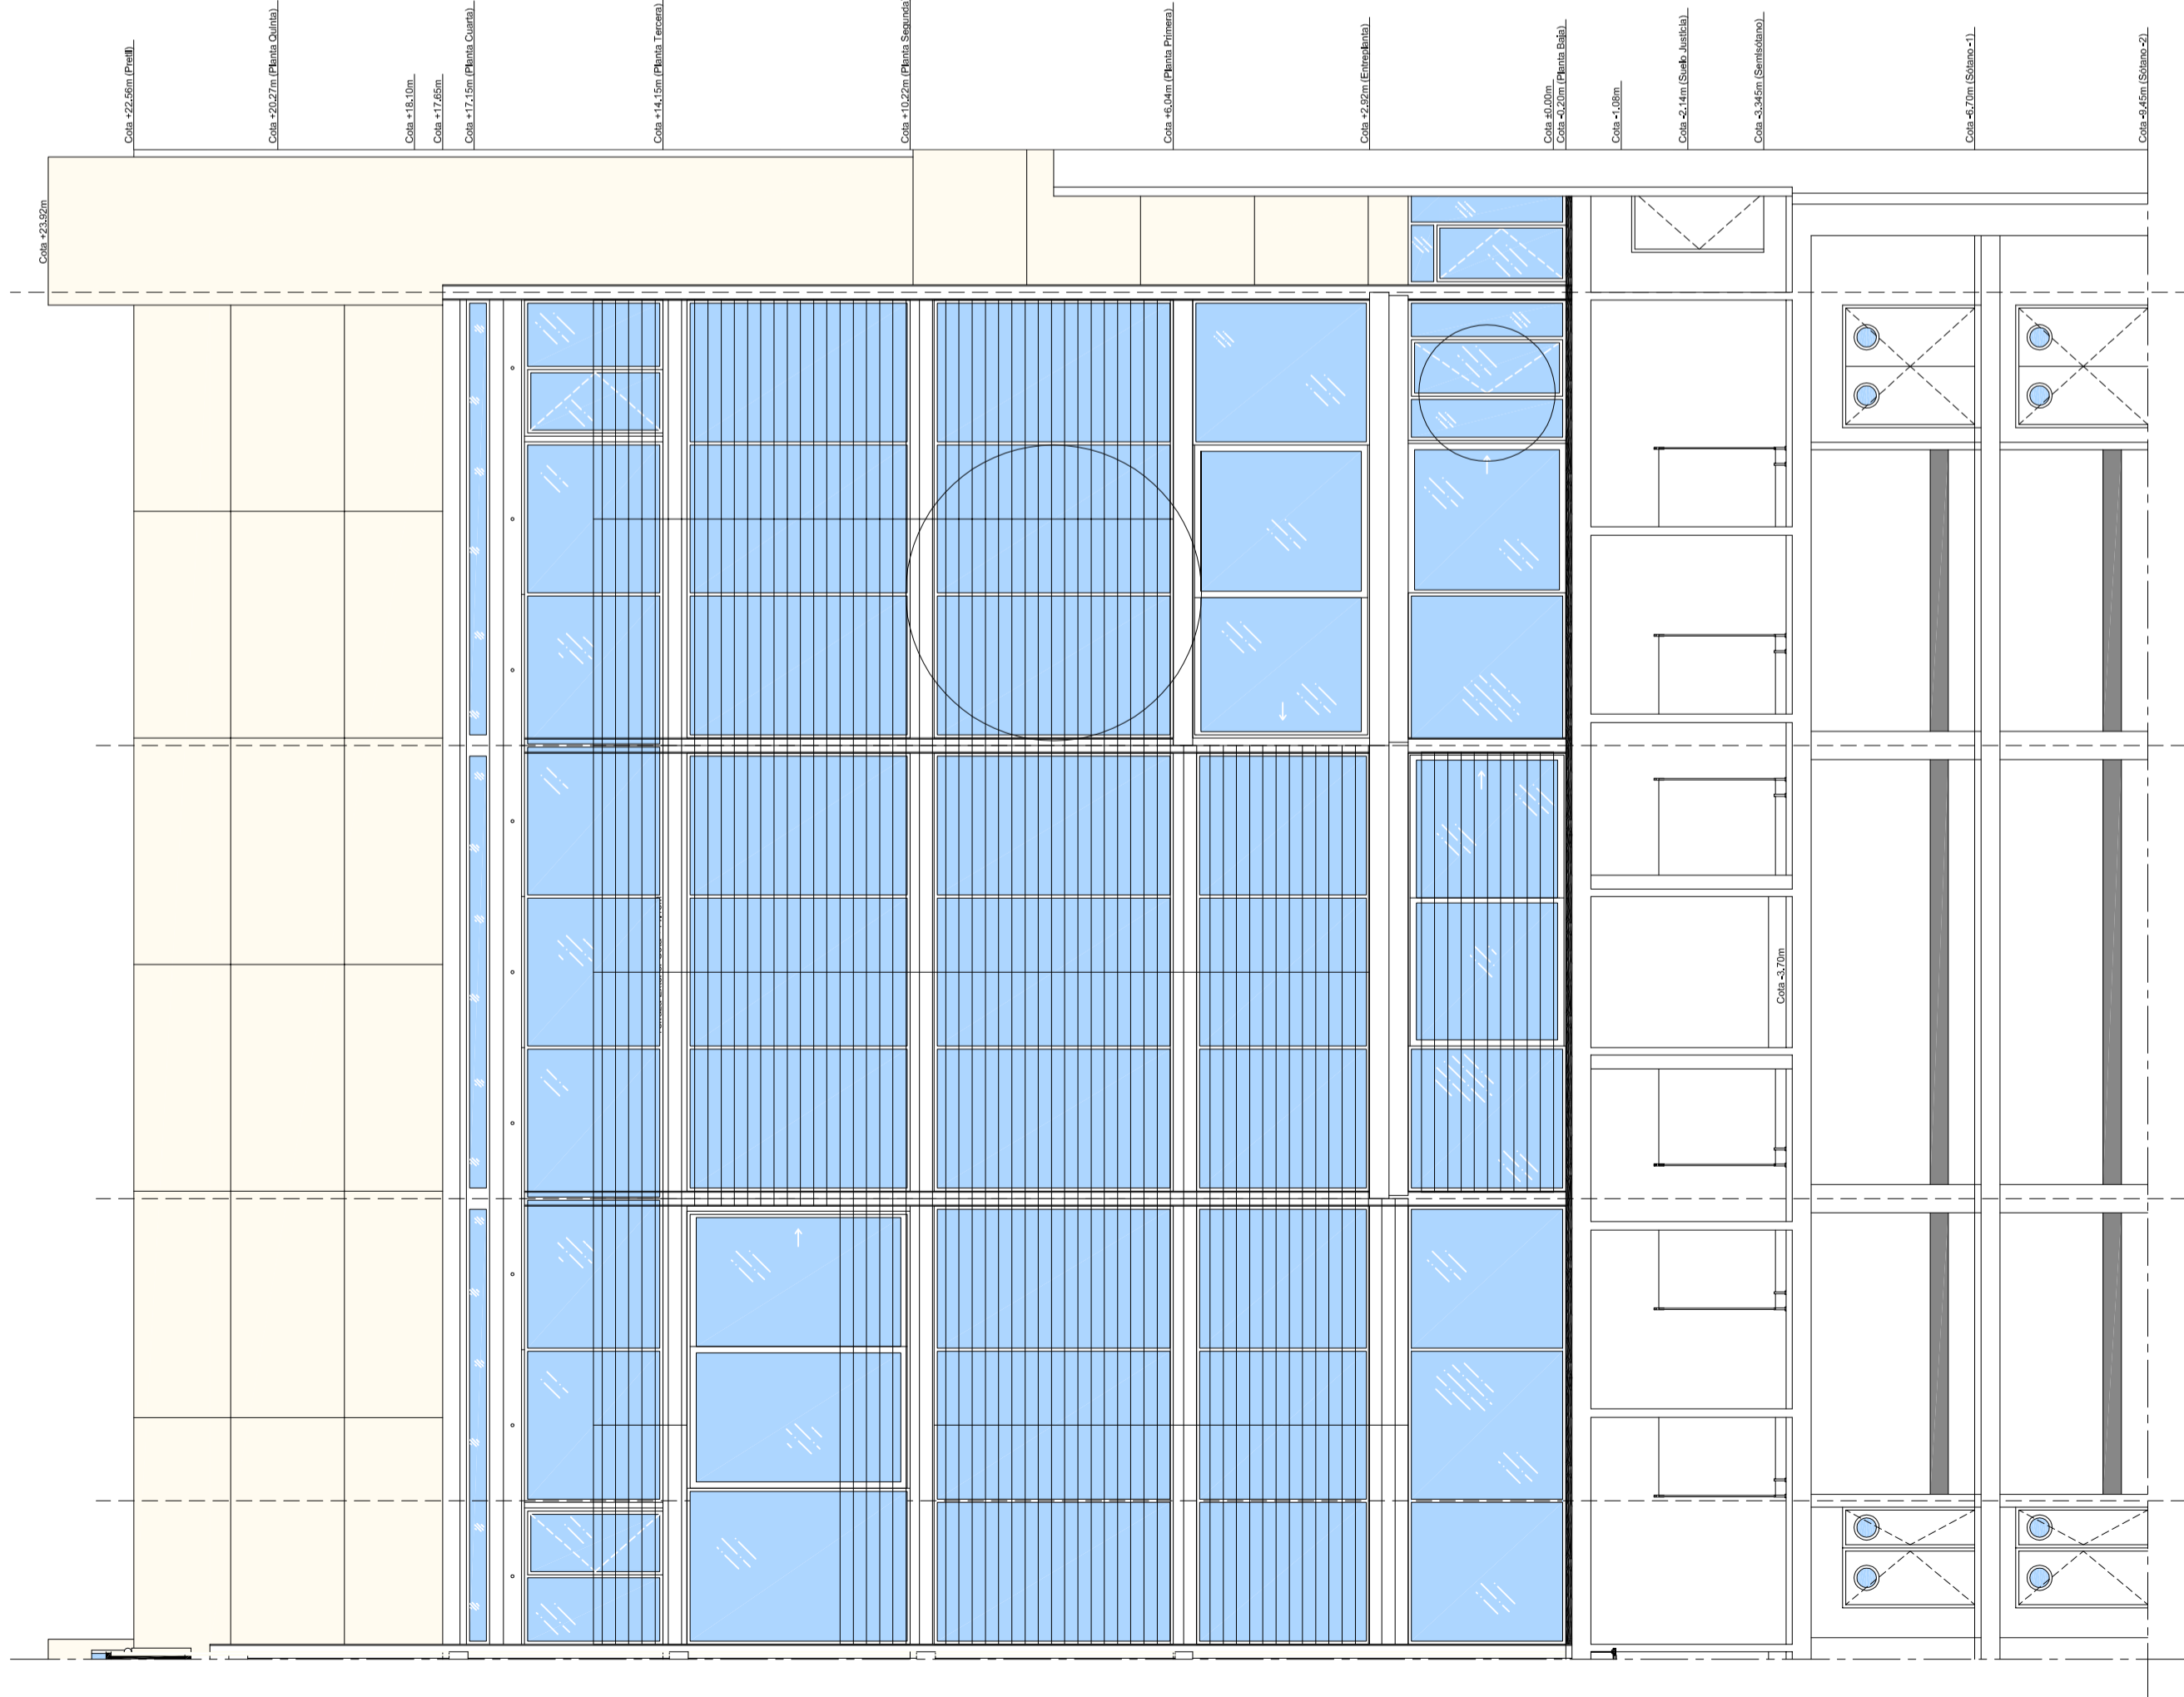 Cota +22.56m (Pretil)
Cota +20.27m (Planta Quinta)
Cota +18.10m
Cota +17.65m
Cota +17.15m (Planta Cuarta)
Cota +14.15m (Planta Tercera)
Cota +10.22m (Planta Segunda)
Cota +6.04m (Planta Primera)
Cota +2.92m (Entreplanta)
Cota ±0.00m
Cota -0.20m (Planta Baja)
Cota -1.08m
Cota -2.14m (Suelo Justicia)
Cota -3.345m (Semisótano)
Cota -6.70m (Sótano -1)
Cota -9.45m (Sótano -2)
Cota +23.92m
Cota -3.70m